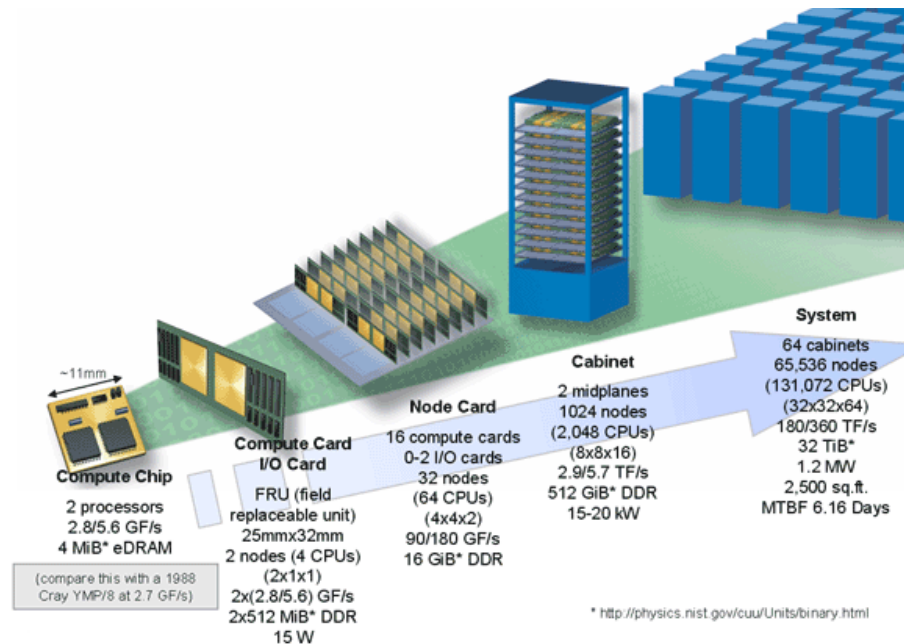 ~11mm
Compute Chip
2 processors
2.8/5.6 GF/s
4 MiB* eDRAM
(compare this with a 1988
Cray YMP/8 at 2.7 GF/s)
Compute Card
I/O Card
FRU (field
replaceable unit)
25mmx32mm
2 nodes (4 CPUs)
(2x1x1)
2x(2.8/5.6) GF/s
2x512 MiB* DDR
15 W
Node Card
16 compute cards
0-2 I/O cards
32 nodes
(64 CPUs)
(4x4x2)
90/180 GF/s
16 GiB* DDR
Cabinet
2 midplanes
1024 nodes
(2,048 CPUs)
(8x8x16)
2.9/5.7 TF/s
512 GiB* DDR
15-20 kW
System
64 cabinets
65,536 nodes
(131,072 CPUs)
(32x32x64)
180/360 TF/s
32 TiB*
1.2 MW
2,500 sq.ft.
MTBF 6.16 Days
* http://physics.nist.gov/cuu/Units/binary.html